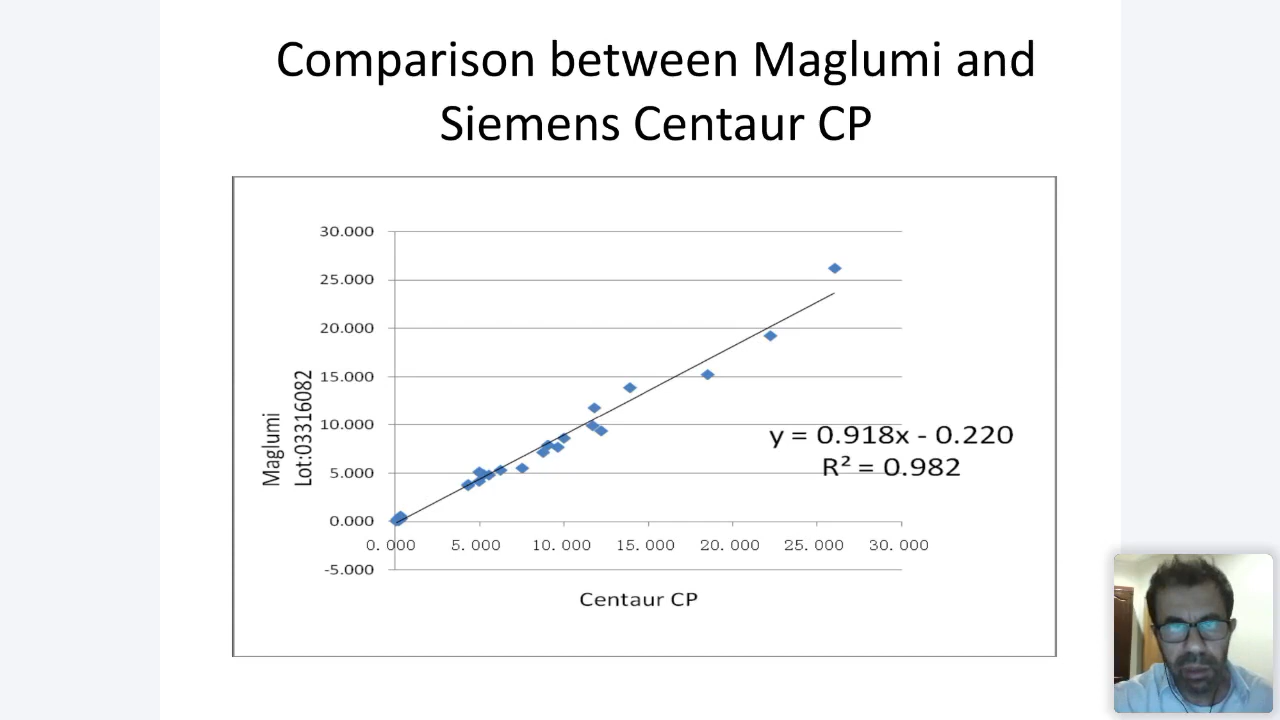 Comparison between Maglumi and
Siemens Centaur CP
30.000
25.000
20.000
15.000
10.000
5.000
0.000
-5.000
Maglumi
Lot:03316082
y = 0.918x - 0.220
R² = 0.982
0. 000 5. 000 10. 000 15. 000 20. 000 25. 000 30. 000
Centaur CP